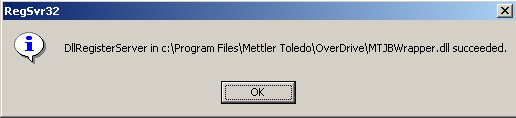 RegSvr32
DllRegisterServer in c:\Program Files\Mettler Toledo\OverDrive\MTJBWrapper.dll succeeded.
OK